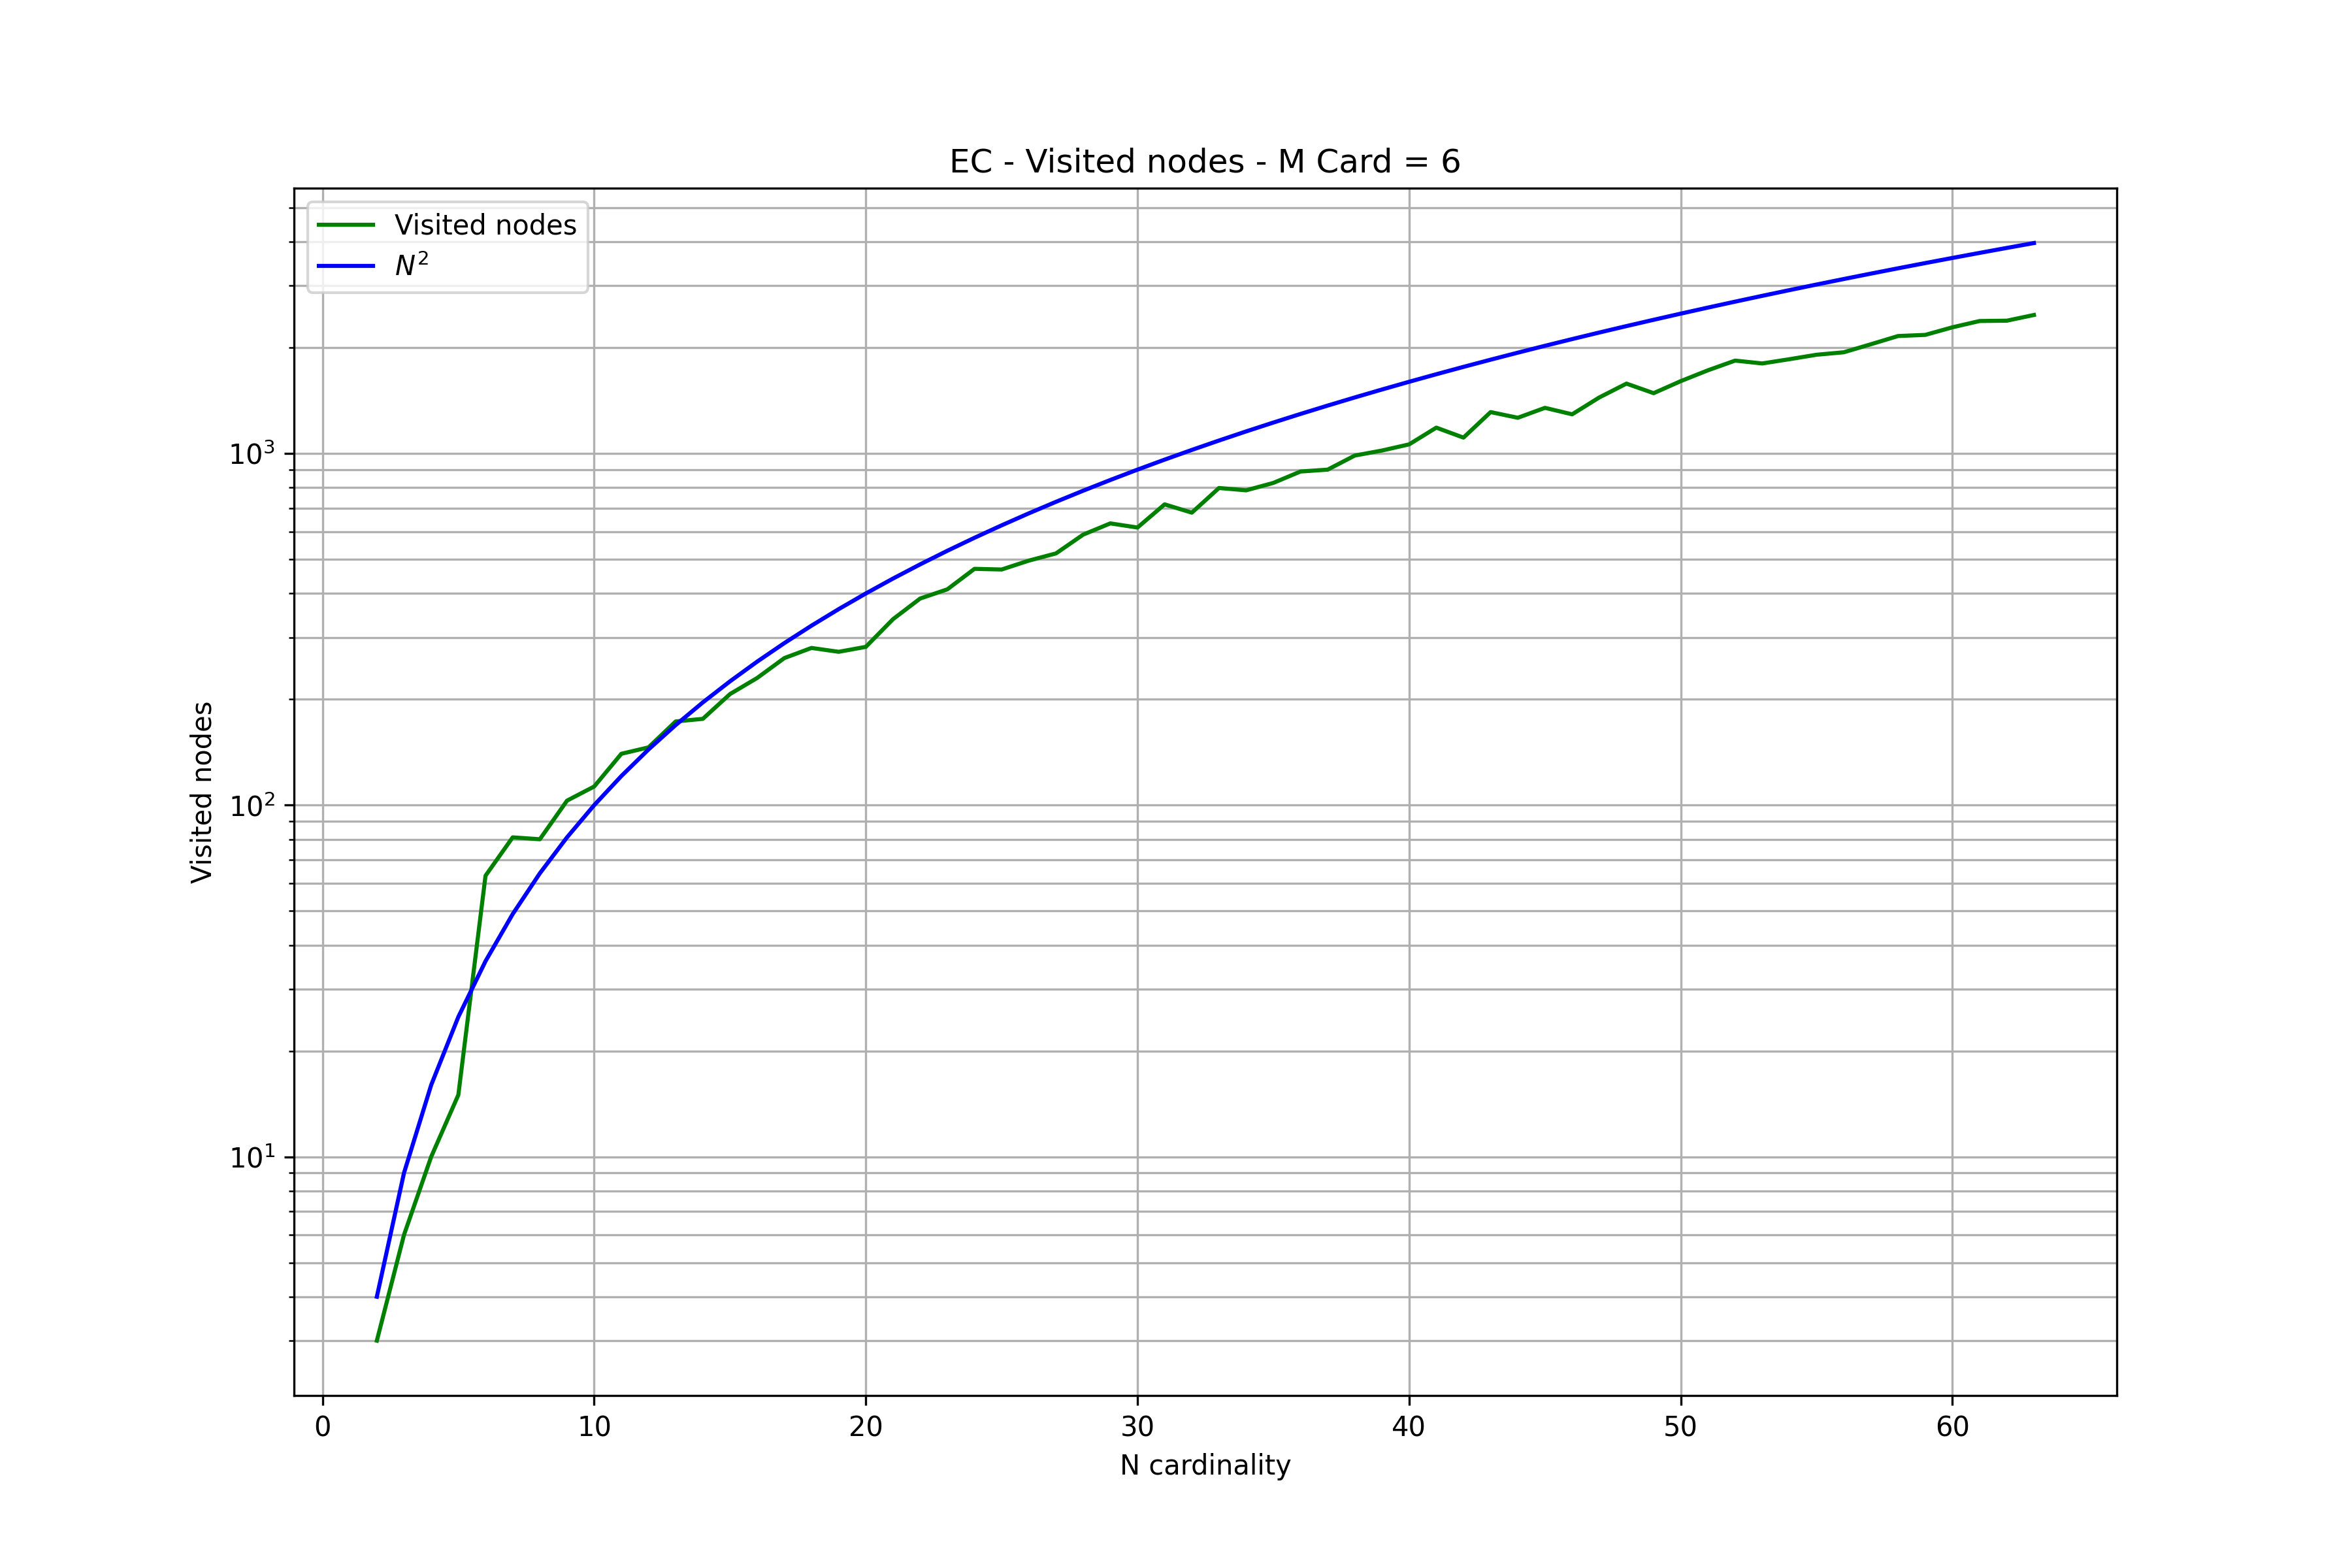 EC - Visited nodes - M Card = 6
Visited nodes
N²
10³
10²
10¹
Visited nodes
0 10 20 30 40 50 60
N cardinality